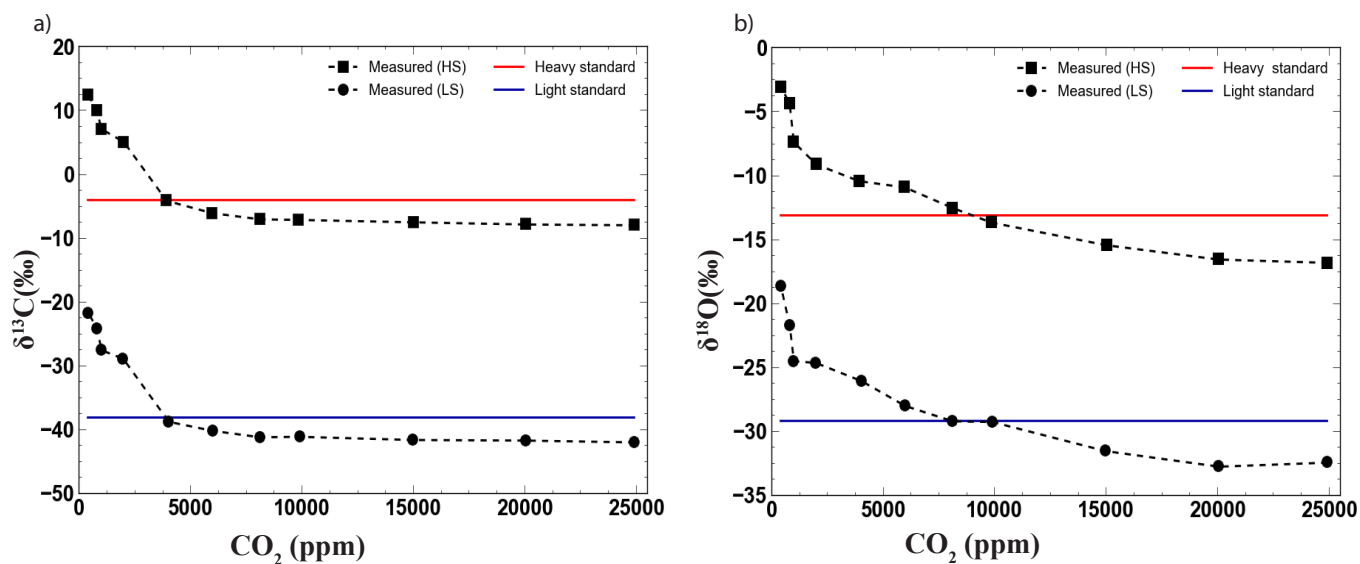 a)
20
10
0
−10
−20
−30
−40
−50
δ¹³C(‰)
Measured (HS)
Measured (LS)
Heavy standard
Light standard
0 5000 10000 15000 20000 25000
CO₂ (ppm)
b)
0
−5
−10
−15
−20
−25
−30
−35
δ¹⁸O(‰)
Measured (HS)
Measured (LS)
Heavy standard
Light standard
0 5000 10000 15000 20000 25000
CO₂ (ppm)